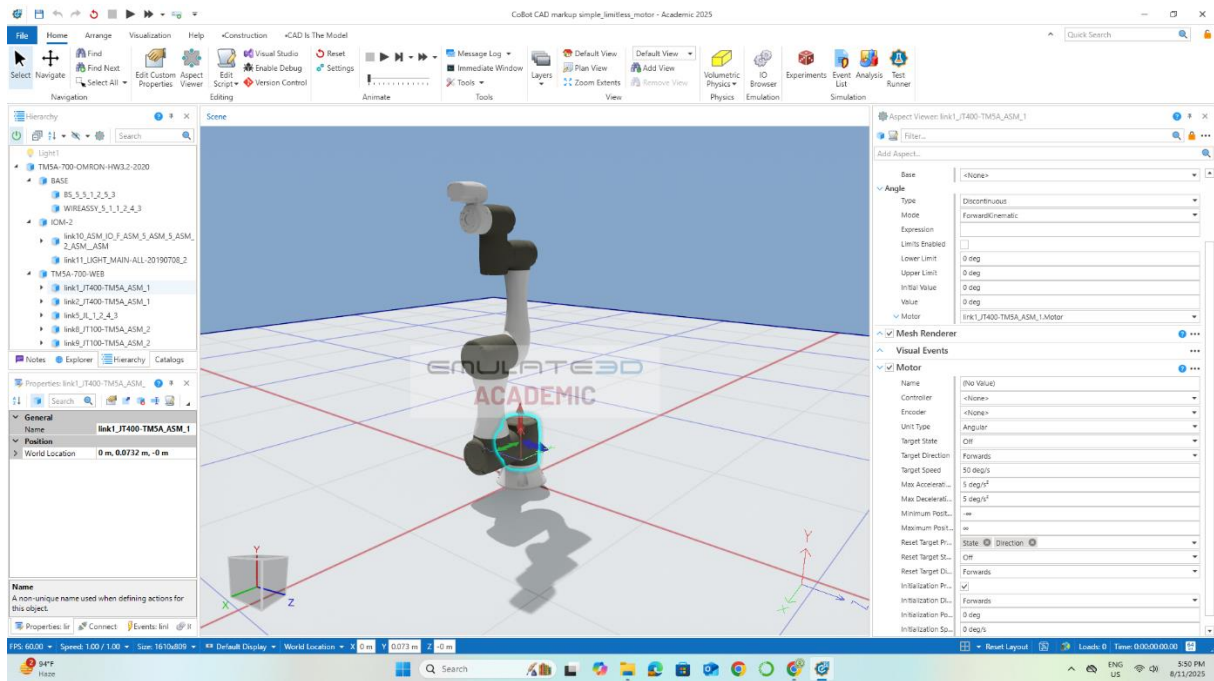 CoBot CAD markup simple_limitless_motor - Academic 2025
File Home Arrange Visualization Help •Construction •CAD Is The Model
Quick Search
Select Navigate
Find
Find Next
Select All
Navigation
Edit Custom Properties
Aspect Viewer
Edit Script
Visual Studio
Enable Debug
Version Control
Editing
Reset
Settings
Animate
Message Log
Immediate Window
Tools
Tools
Layers
Default View
Plan View
Zoom Extents
Default View
Add View
Remove View
View
Volumetric Physics
Physics
IO Browser
Emulation
Experiments
Event List
Analysis
Test Runner
Simulation
Hierarchy
Search
Light1
TM5A-700-OMRON-HW3.2-2020
BASE
BS_5_5_1_2_5_3
WIREASSY_5_1_1_2_4_3
IOM-2
link10_ASM_IO_F_ASM_5_ASM_5_ASM_
2_ASM__ASM
link11_LIGHT_MAIN-ALL-20190708_2
TM5A-700-WEB
link1_JT400-TM5A_ASM_1
link2_JT400-TM5A_ASM_1
link5_JL_1_2_4_3
link8_JT100-TM5A_ASM_2
link9_JT100-TM5A_ASM_2
Notes Explorer Hierarchy Catalogs
Properties: link1_JT400-TM5A_ASM_
Search
General
Name link1_JT400-TM5A_ASM_1
Position
World Location 0 m, 0.0732 m, -0 m
Name
A non-unique name used when defining actions for
this object.
Properties: lir Connect Events: linl
Scene
EMULATE3D
ACADEMIC
Y
X
Z
Y
Aspect Viewer: link1_JT400-TM5A_ASM_1
Filter...
Add Aspect...
Base <None>
Angle
Type Discontinuous
Mode ForwardKinematic
Expression
Limits Enabled
Lower Limit 0 deg
Upper Limit 0 deg
Initial Value 0 deg
Value 0 deg
Motor link1_JT400-TM5A_ASM_1.Motor
Mesh Renderer
Visual Events
Motor
Name (No Value)
Controller <None>
Encoder <None>
Unit Type Angular
Target State Off
Target Direction Forwards
Target Speed 50 deg/s
Max Accelerati... 5 deg/s²
Max Decelerati... 5 deg/s²
Minimum Posit... -∞
Maximum Posit... ∞
Reset Target Pr... State Direction
Reset Target St... Off
Reset Target Di... Forwards
Initialization Pr...
Initialization Di... Forwards
Initialization Po... 0 deg
Initialization Sp... 0 deg/s
FPS: 60.00 Speed: 1.00 / 1.00 Size: 1610x809 Default Display World Location X 0 m Y 0.073 m Z -0 m Reset Layout Loads: 0 Time: 0:00:00:00.00
2
94°F
Haze
Search
ENG
US
5:50 PM
8/11/2025